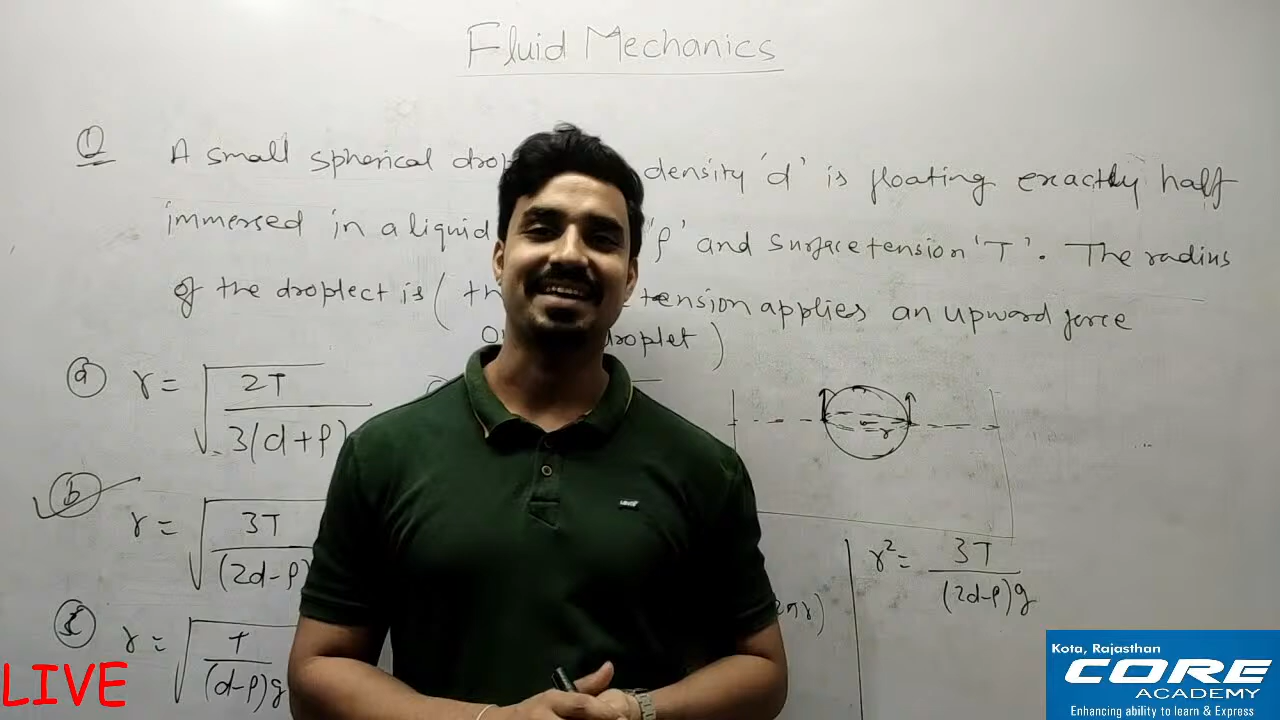 Fluid Mechanics
Q A small spherical density 'd' is floating exactly half
immersed in a liquid 'ρ' and surface tension 'T'. The radius
of the droplect is ( tension applies an upward force
droplet )
(a) r = √ 2T / 3(d+ρ)
(b) r = √ 3T / (2d-ρ)
r
r² = 3T / (2d-ρ)g
2πr)
r = √ T / (d-ρ)g
LIVE
Kota, Rajasthan
CORE
ACADEMY
Enhancing ability to learn & Express